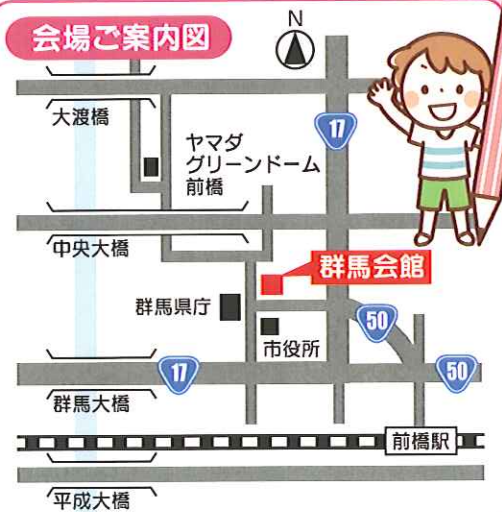 会場ご案内図
N
大渡橋
17
ヤマダ
グリーンドーム
前橋
中央大橋
群馬会館
群馬県庁
50
市役所
17
50
群馬大橋
前橋駅
平成大橋